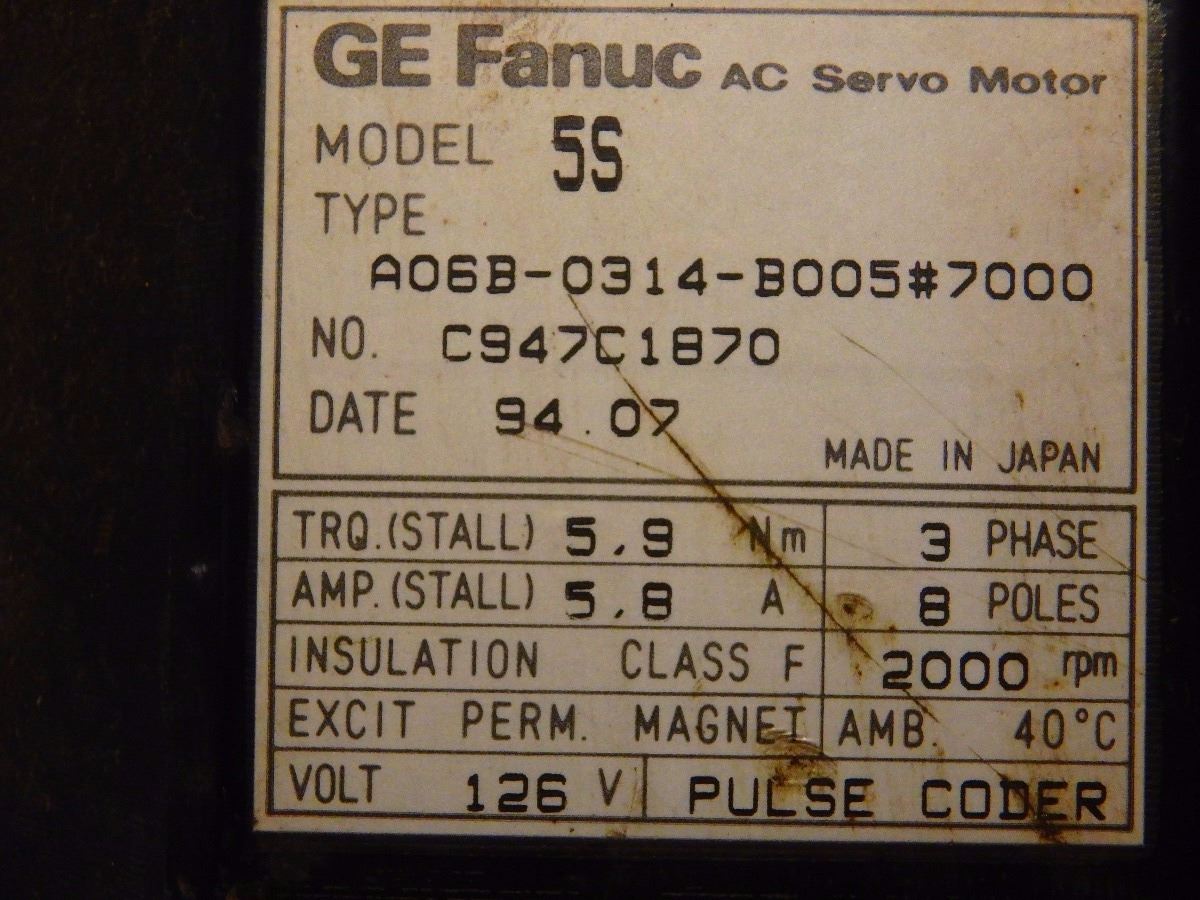 GE Fanuc AC Servo Motor
MODEL 5S
TYPE
A06B-0314-B005#7000
NO. C947C1870
DATE 94.07
MADE IN JAPAN
TRQ.(STALL) 5.9 Nm 3 PHASE
AMP.(STALL) 5.8 A 8 POLES
INSULATION CLASS F 2000 rpm
EXCIT PERM. MAGNET AMB. 40°C
VOLT 126 V PULSE CODER